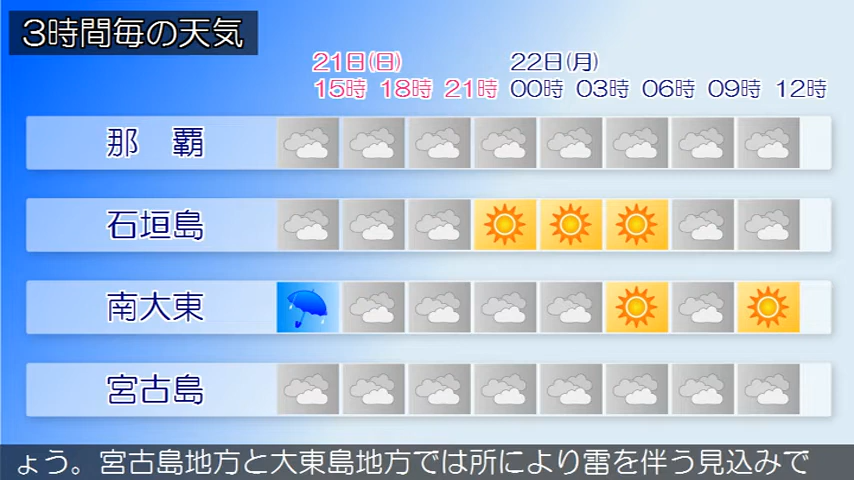 3時間毎の天気
21日(日) 22日(月)
15時 18時 21時 00時 03時 06時 09時 12時
那　覇
石垣島
南大東
宮古島
ょう。宮古島地方と大東島地方では所により雷を伴う見込みで